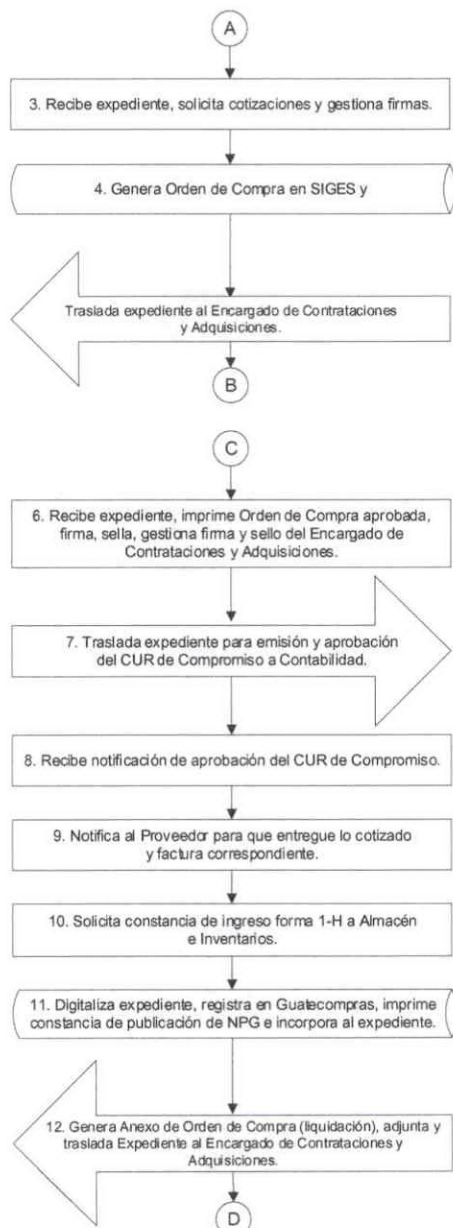 A
3. Recibe expediente, solicita cotizaciones y gestiona firmas.
4. Genera Orden de Compra en SIGES y
Traslada expediente al Encargado de Contrataciones
y Adquisiciones.
B
C
6. Recibe expediente, imprime Orden de Compra aprobada,
firma, sella, gestiona firma y sello del Encargado de
Contrataciones y Adquisiciones.
7. Traslada expediente para emisión y aprobación
del CUR de Compromiso a Contabilidad.
8. Recibe notificación de aprobación del CUR de Compromiso.
9. Notifica al Proveedor para que entregue lo cotizado
y factura correspondiente.
10. Solicita constancia de ingreso forma 1-H a Almacén
e Inventarios.
11. Digitaliza expediente, registra en Guatecompras, imprime
constancia de publicación de NPG e incorpora al expediente.
12. Genera Anexo de Orden de Compra (liquidación), adjunta y
traslada Expediente al Encargado de Contrataciones y
Adquisiciones.
D